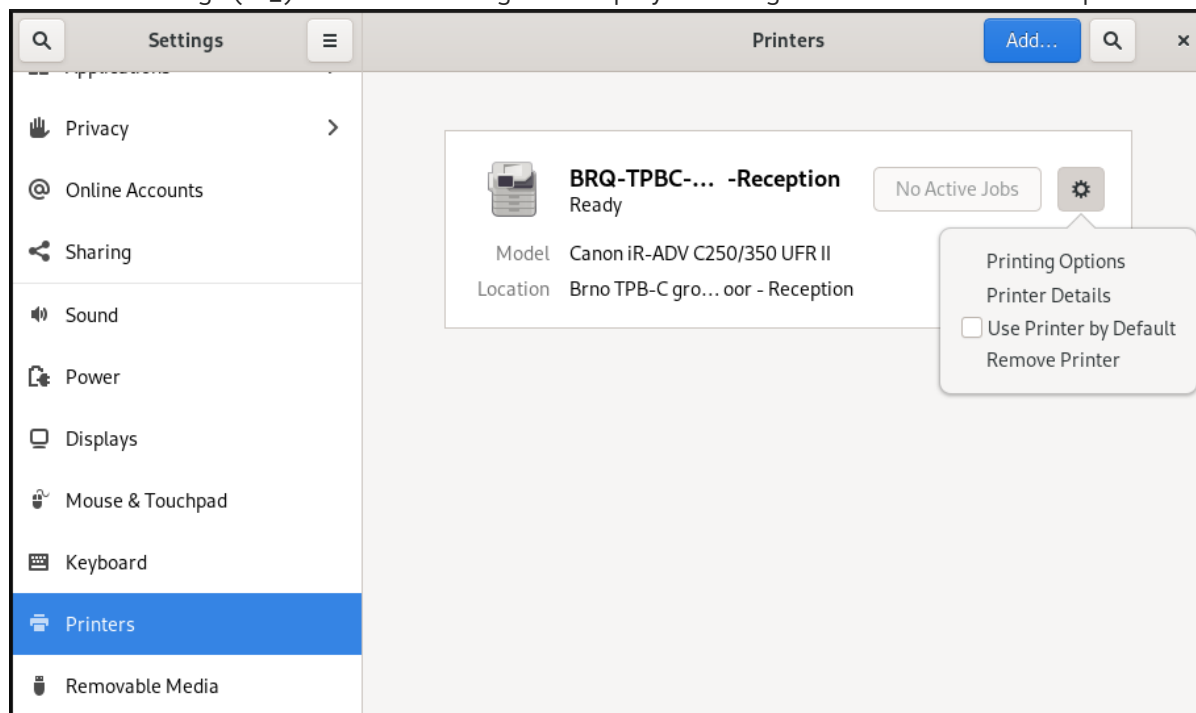 Settings
Printers
Add...
Privacy
Online Accounts
Sharing
Sound
Power
Displays
Mouse & Touchpad
Keyboard
Printers
Removable Media
BRQ-TPBC-... -Reception
Ready
No Active Jobs
Model Canon iR-ADV C250/350 UFR II
Location Brno TPB-C gro... oor - Reception
Printing Options
Printer Details
Use Printer by Default
Remove Printer